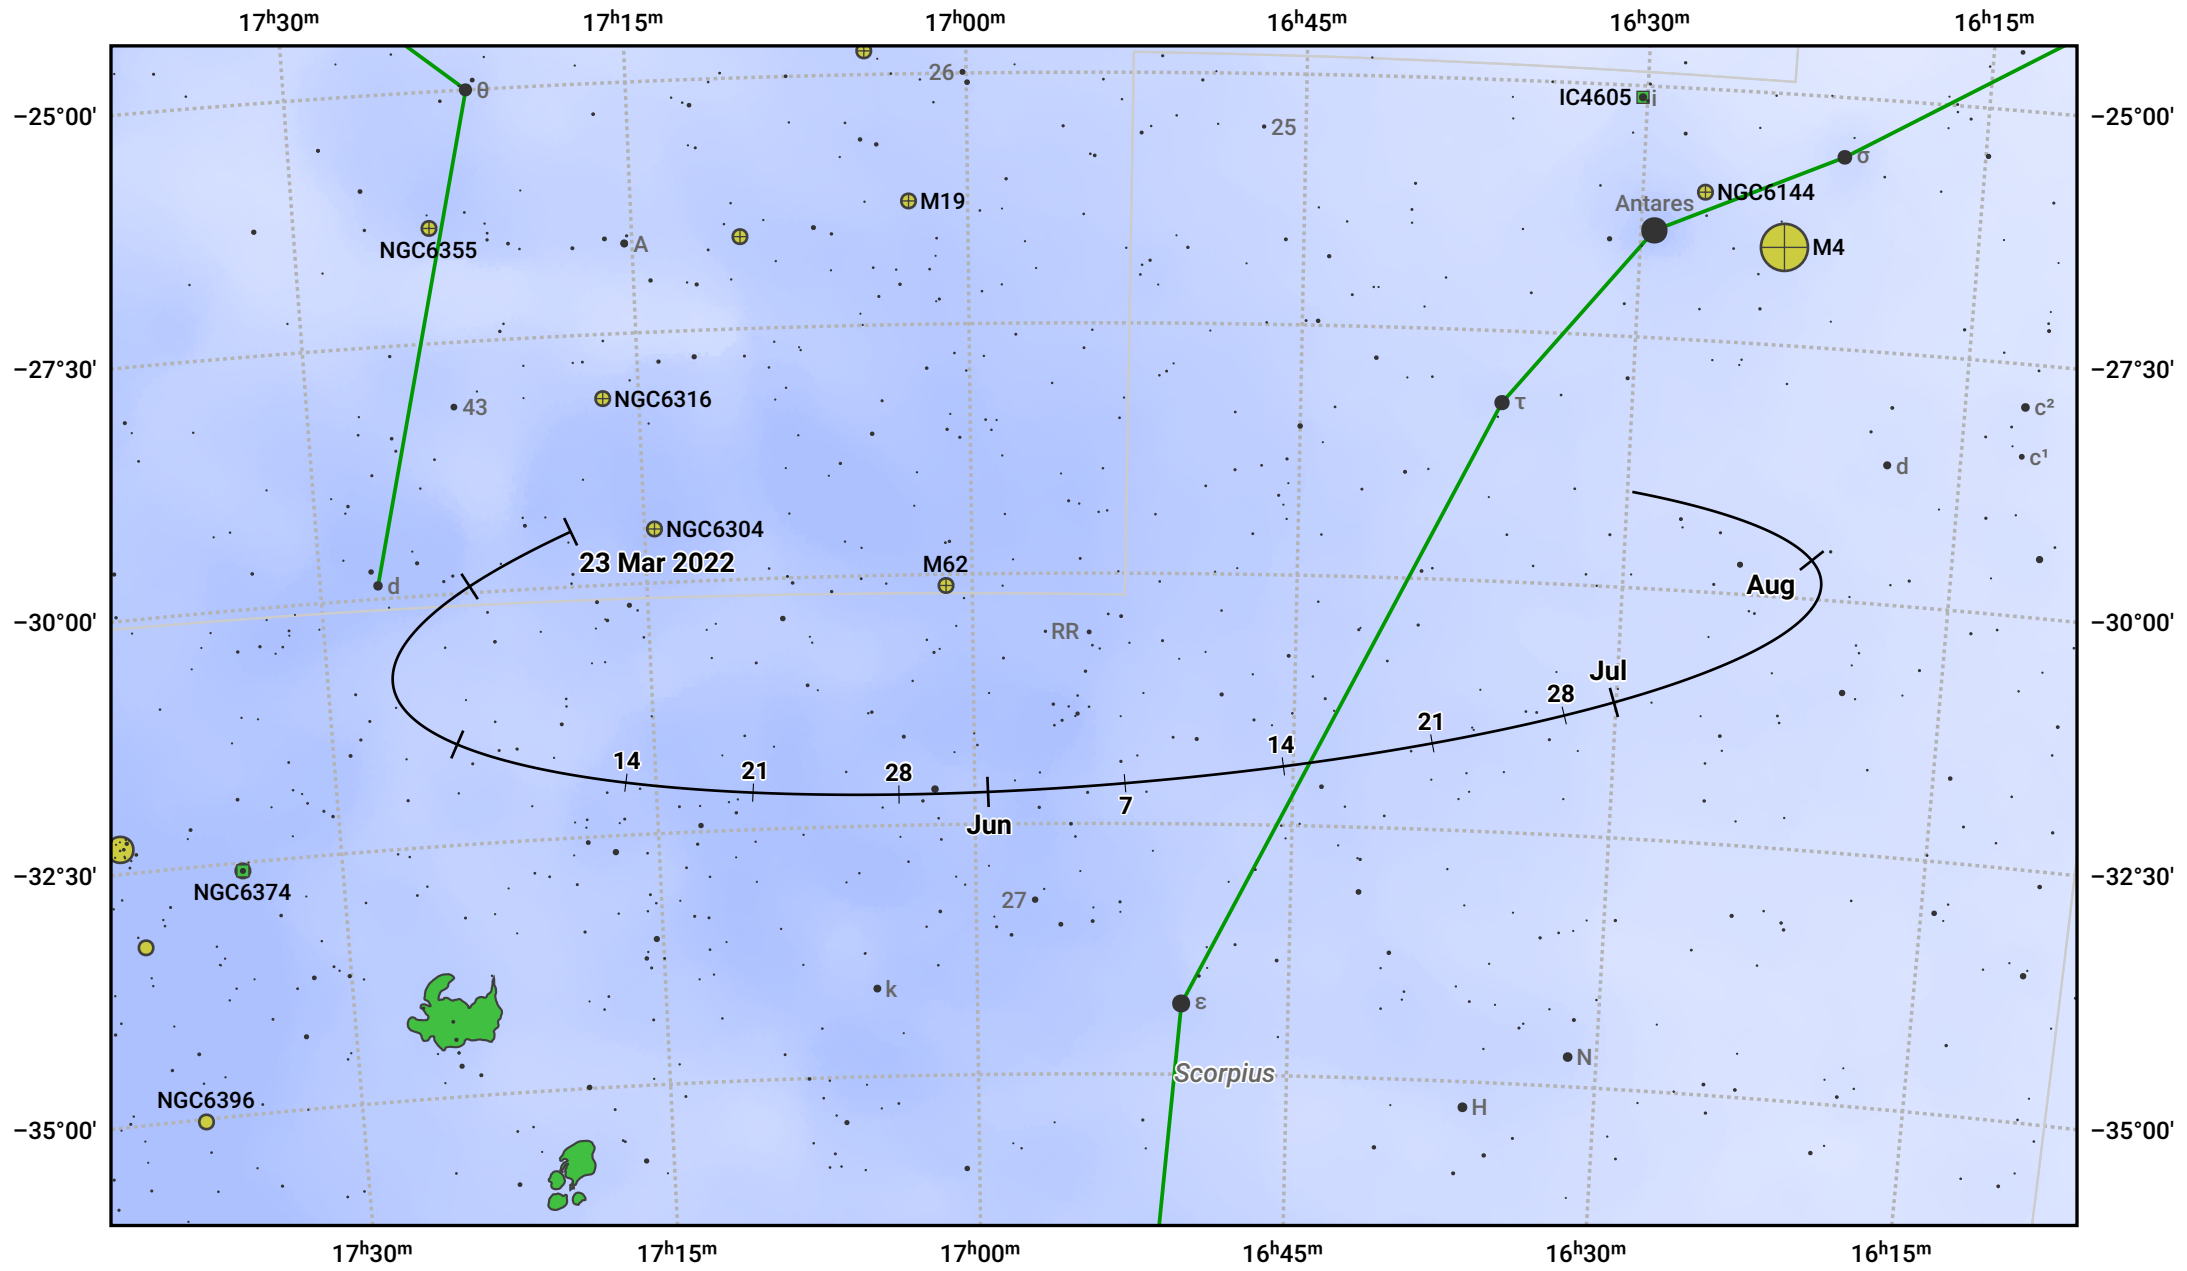 17ʰ30ᵐ 17ʰ15ᵐ 17ʰ00ᵐ 16ʰ45ᵐ 16ʰ30ᵐ 16ʰ15ᵐ
26
θ
IC4605 i
−25°00' −25°00'
25
σ
NGC6144
M19
Antares
A
M4
NGC6355
−27°30' −27°30'
NGC6316
43
τ
c²
c¹
d
NGC6304
23 Mar 2022
M62
d
Aug
−30°00' −30°00'
RR
Jul
28
21
14
14
21
28
7
Jun
−32°30' −32°30'
NGC6374
27
k
ε
N
Scorpius
NGC6396
H
−35°00' −35°00'
17ʰ30ᵐ 17ʰ15ᵐ 17ʰ00ᵐ 16ʰ45ᵐ 16ʰ30ᵐ 16ʰ15ᵐ